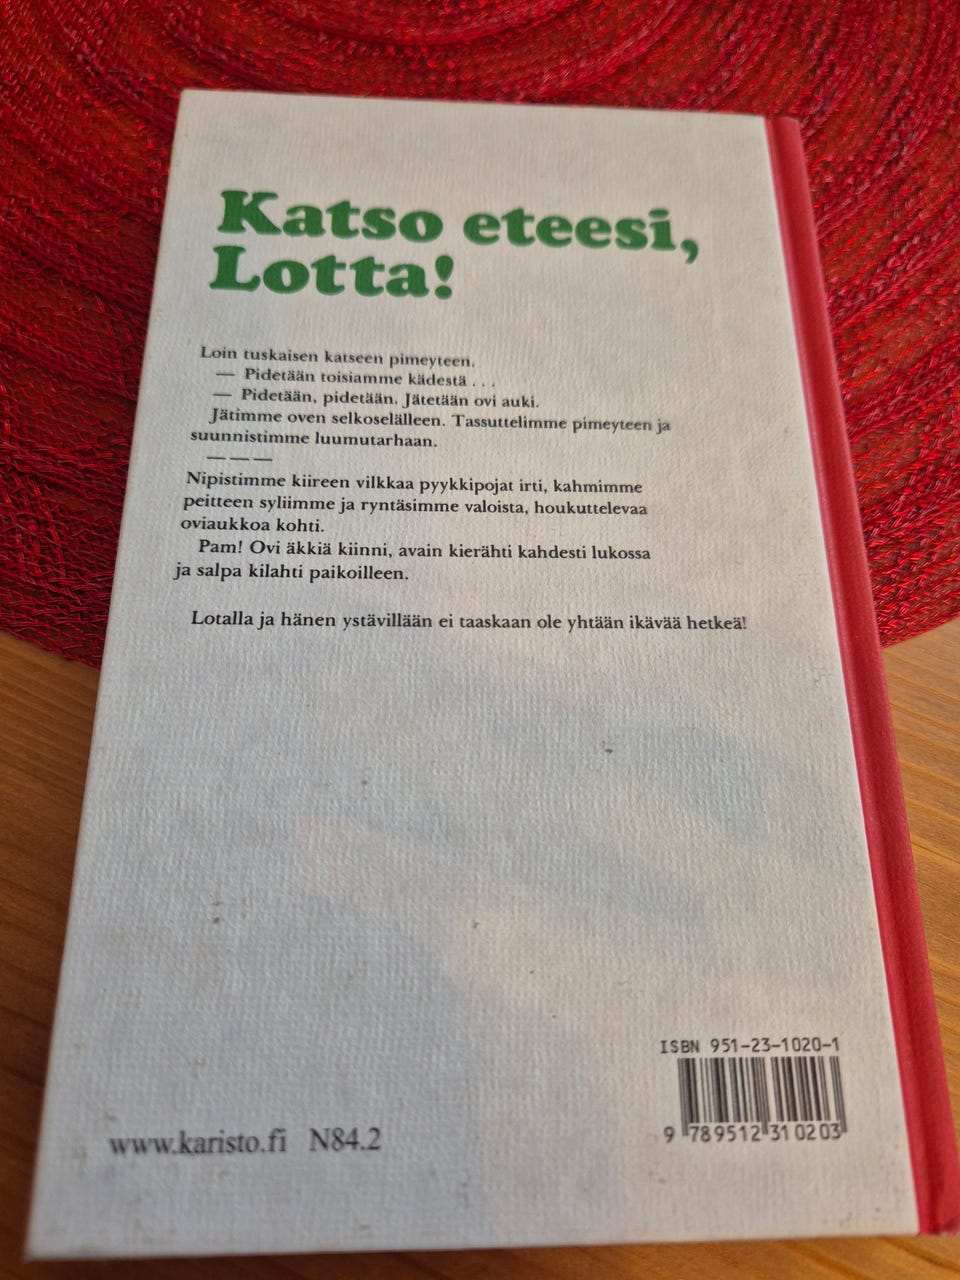 Katso eteesi,
Lotta!
Loin tuskaisen katseen pimeyteen.
— Pidetään toisiamme kädestä . . .
— Pidetään, pidetään. Jätetään ovi auki.
Jätimme oven selkoselälleen. Tassuttelimme pimeyteen ja
suunnistimme luumutarhaan.
— — —
Nipistimme kiireen vilkkaa pyykkipojat irti, kahmimme
peitteen syliimme ja ryntäsimme valoista, houkuttelevaa
oviaukkoa kohti.
Pam! Ovi äkkiä kiinni, avain kierähti kahdesti lukossa
ja salpa kilahti paikoilleen.
Lotalla ja hänen ystävillään ei taaskaan ole yhtään ikävää hetkeä!
ISBN 951-23-1020-1
9 789512 310203
www.karisto.fi N84.2